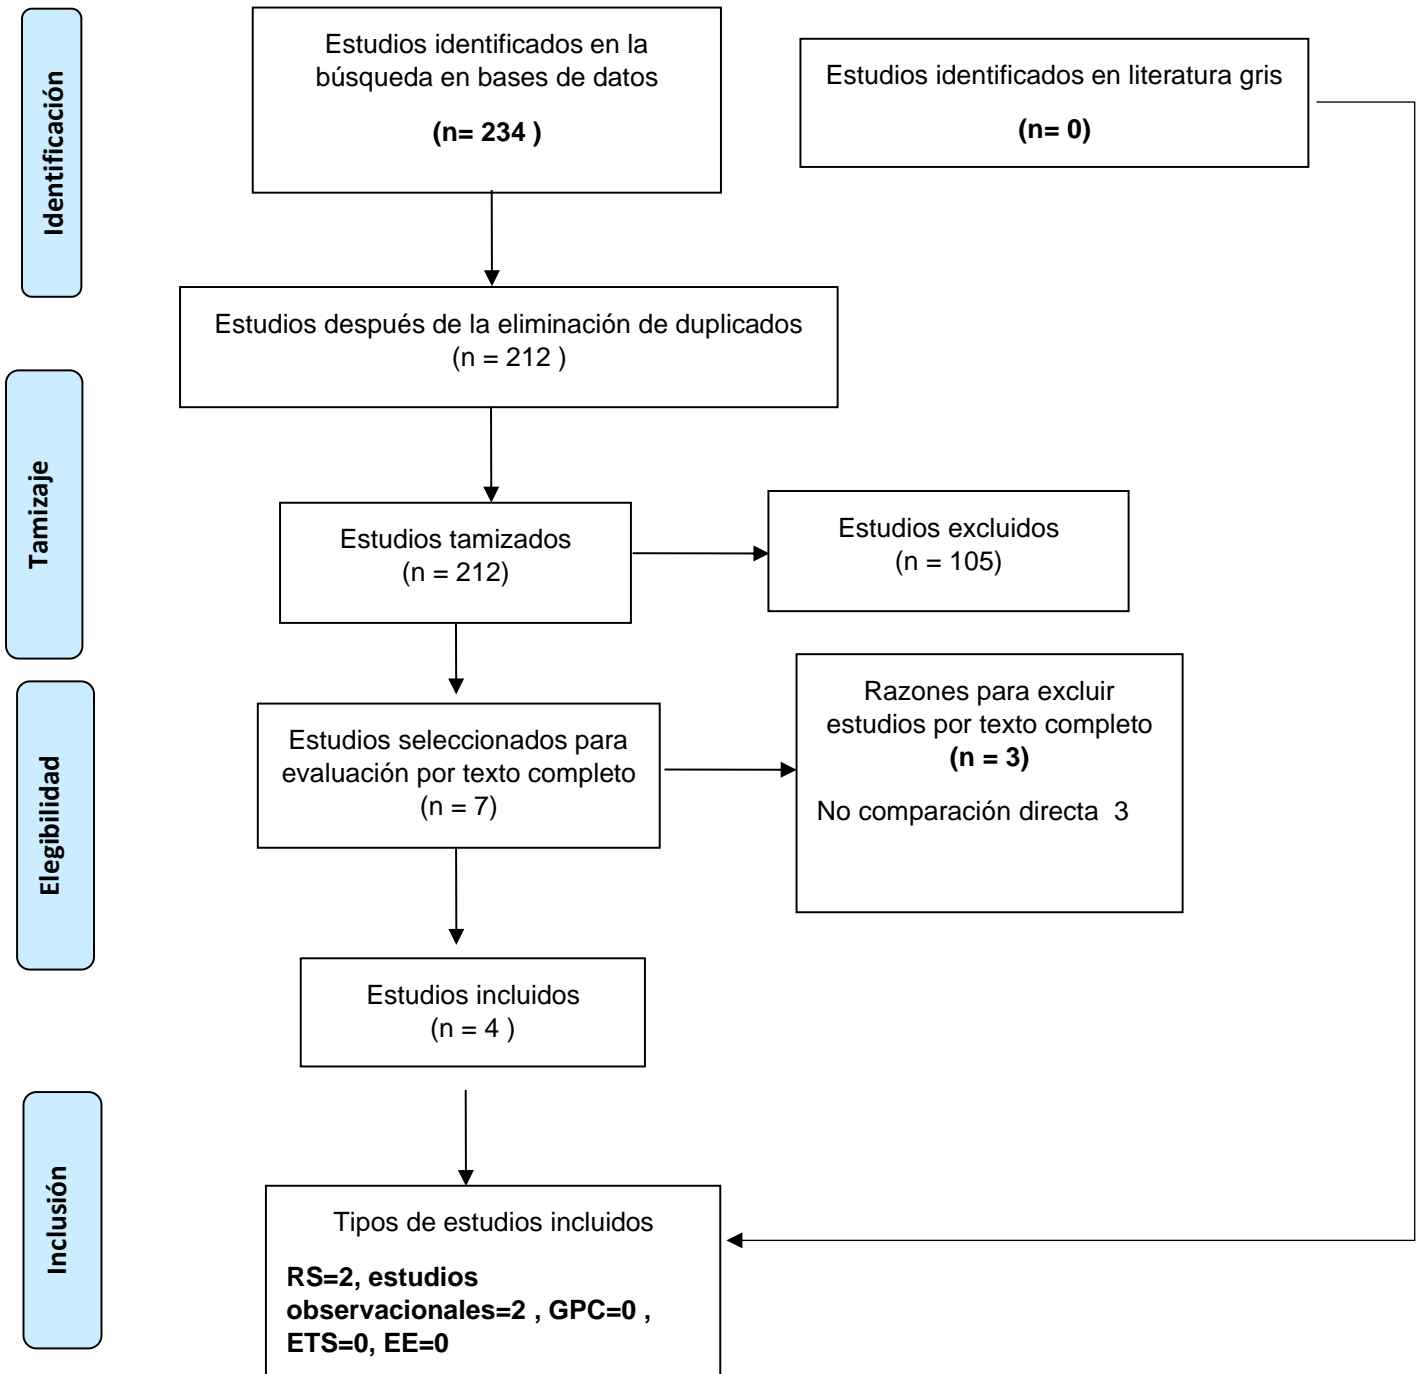 Identificación
Estudios identificados en la
búsqueda en bases de datos
(n= 234 )
Estudios identificados en literatura gris
(n= 0)
Estudios después de la eliminación de duplicados
(n = 212 )
Tamizaje
Estudios tamizados
(n = 212)
Estudios excluidos
(n = 105)
Elegibilidad
Estudios seleccionados para
evaluación por texto completo
(n = 7)
Razones para excluir
estudios por texto completo
(n = 3)
No comparación directa  3
Estudios incluidos
(n = 4 )
Inclusión
Tipos de estudios incluidos
RS=2, estudios
observacionales=2 , GPC=0 ,
ETS=0, EE=0